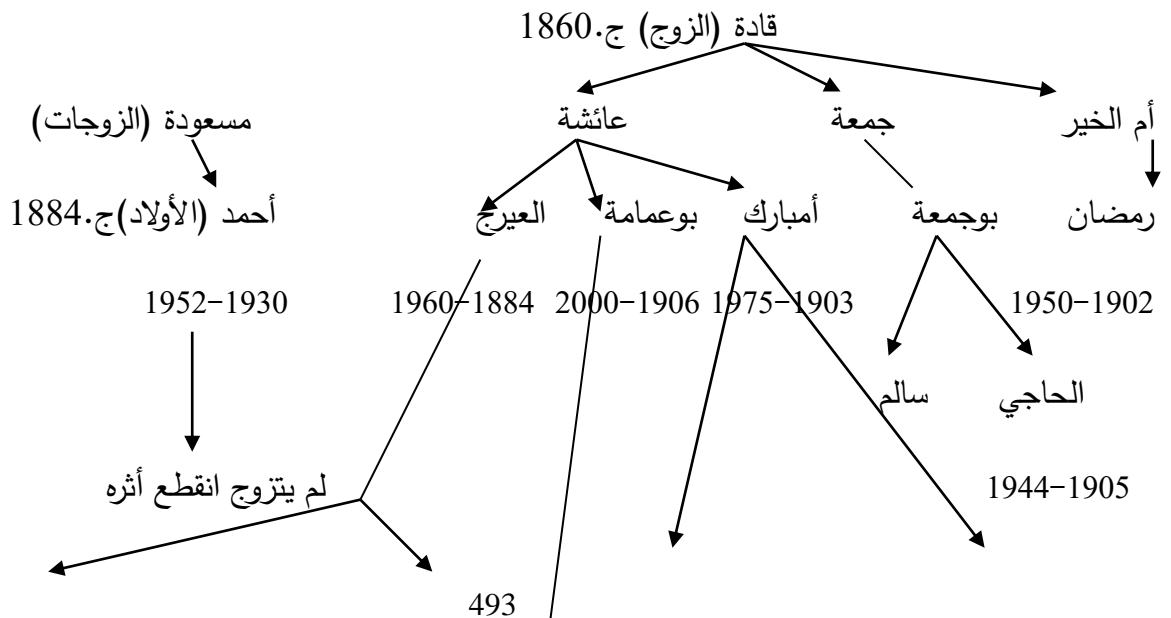 قادة (الزوج) ج.1860
أم الخير جمعة عائشة مسعودة (الزوجات)
رمضان بوجمعة أمبارك بوعمامة العيرج أحمد (الأولاد)ج.1884
1950-1902 1975-1903 2000-1906 1960-1884 1952-1930
الحاجي سالم
1944-1905 لم يتزوج انقطع أثره
493